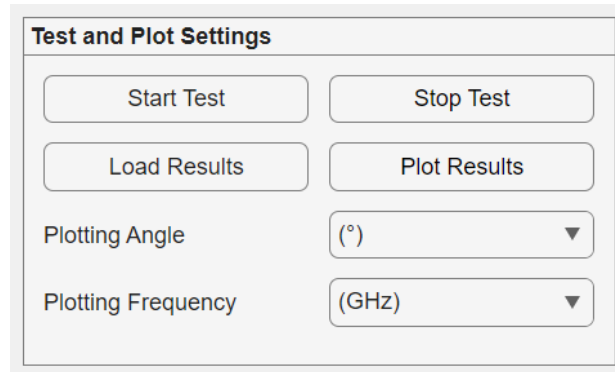 Test and Plot Settings
Start Test Stop Test
Load Results Plot Results
Plotting Angle (°)
Plotting Frequency (GHz)